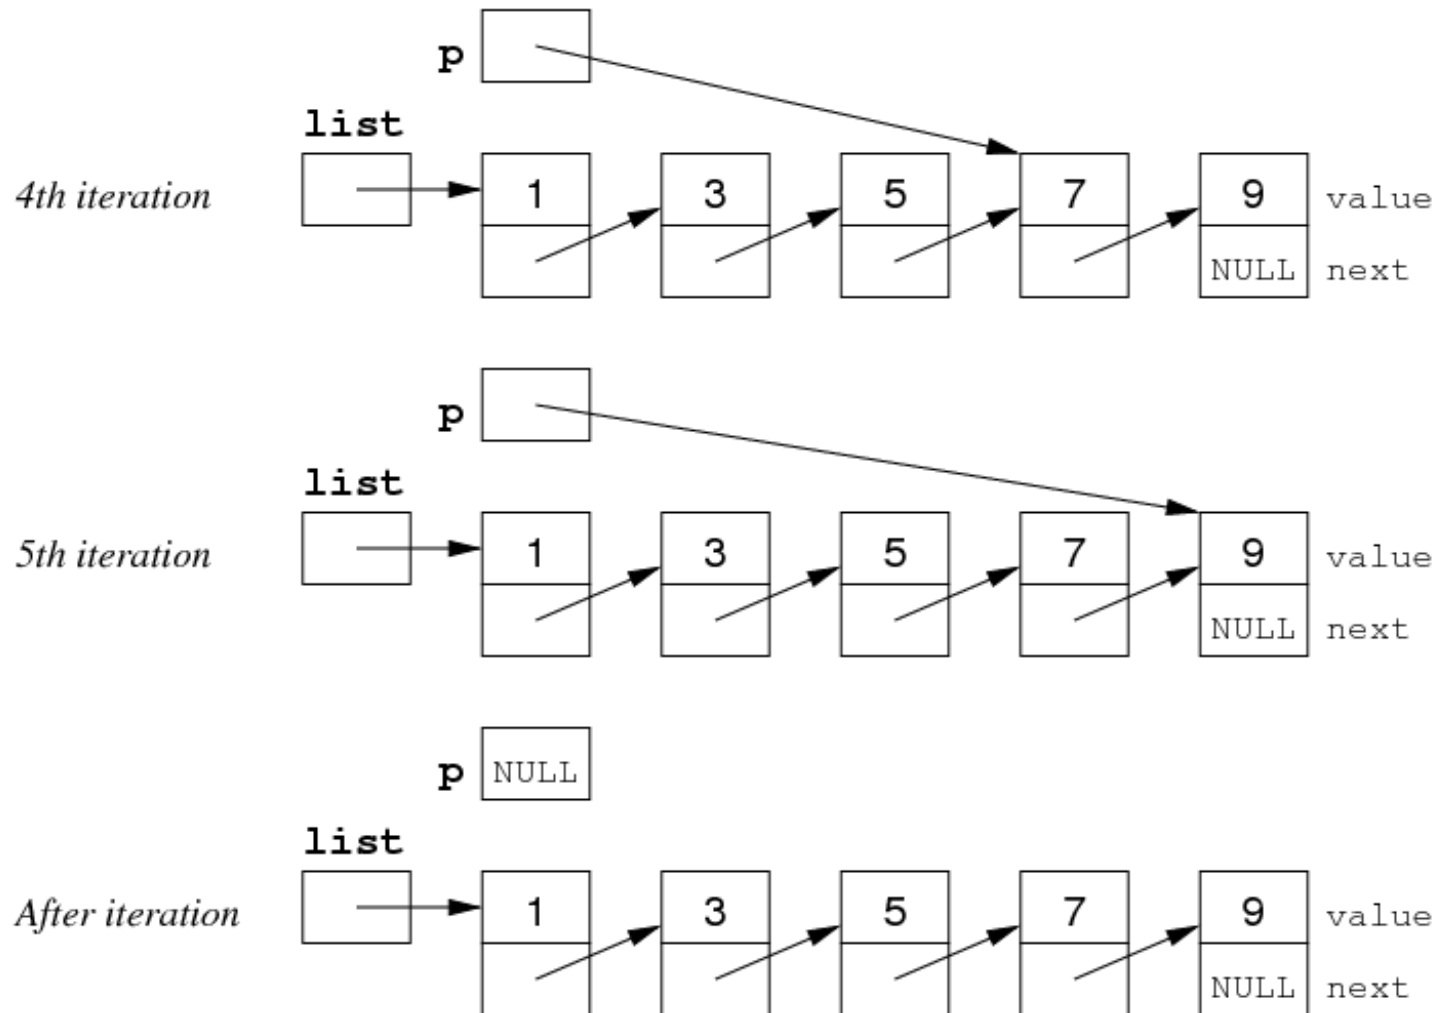 p
list
4th iteration 1 3 5 7 9 value
NULL next
p
list
5th iteration 1 3 5 7 9 value
NULL next
p NULL
list
After iteration 1 3 5 7 9 value
NULL next